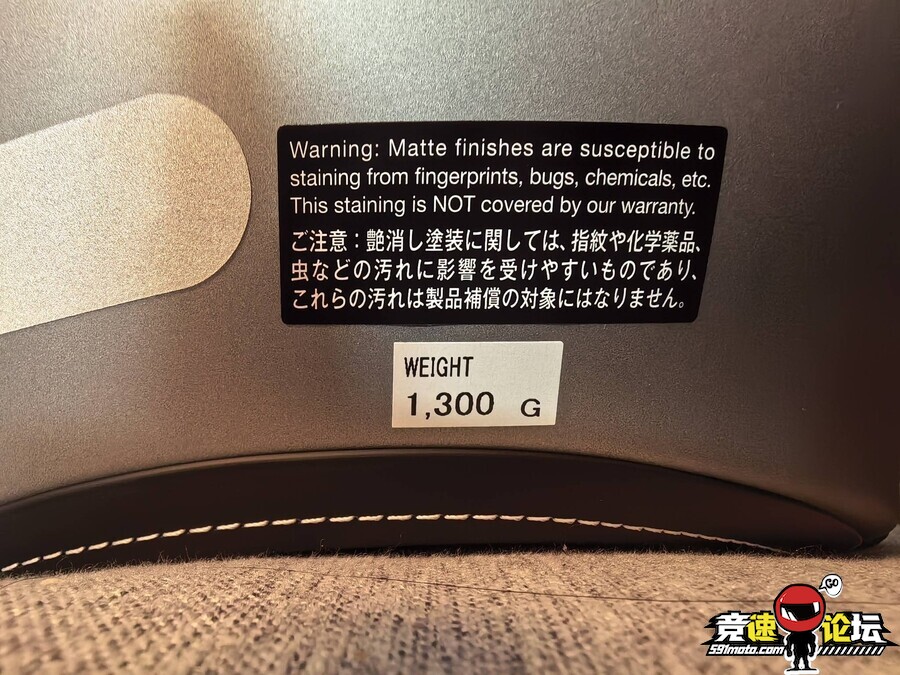 Warning: Matte finishes are susceptible to
staining from fingerprints, bugs, chemicals, etc.
This staining is NOT covered by our warranty.
ご注意：艶消し塗装に関しては、指紋や化学薬品、
虫などの汚れに影響を受けやすいものであり、
これらの汚れは製品補償の対象にはなりません。
WEIGHT
1,300 G
GO
竞速论坛
591moto.com